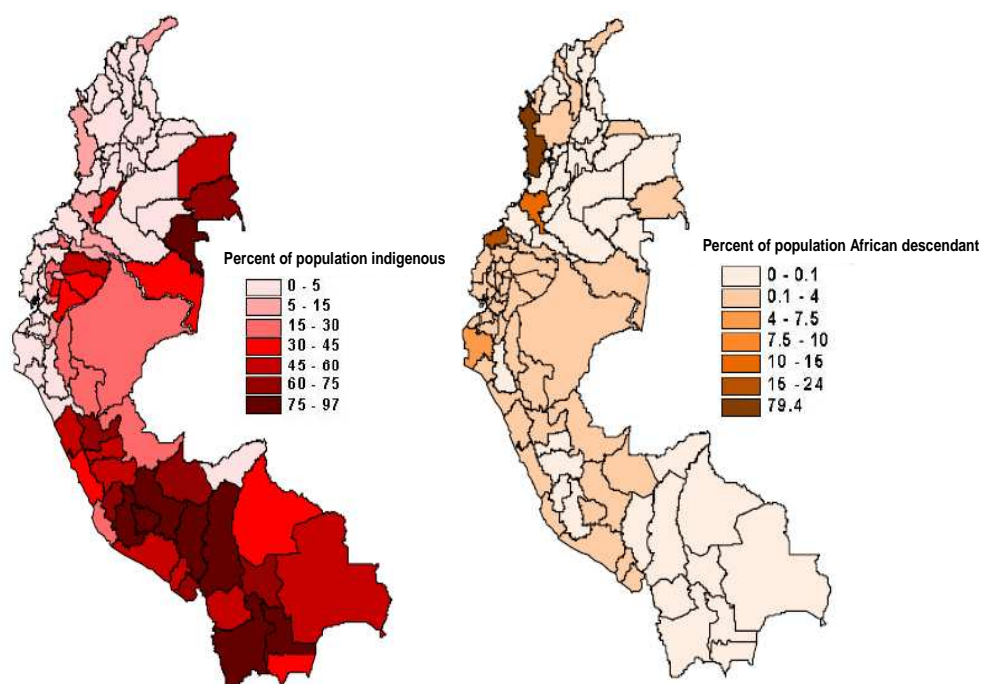 Percent of population indigenous
0 - 5
5 - 15
15 - 30
30 - 45
45 - 60
60 - 75
75 - 97
Percent of population African descendant
0 - 0.1
0.1 - 4
4 - 7.5
7.5 - 10
10 - 15
15 - 24
79.4